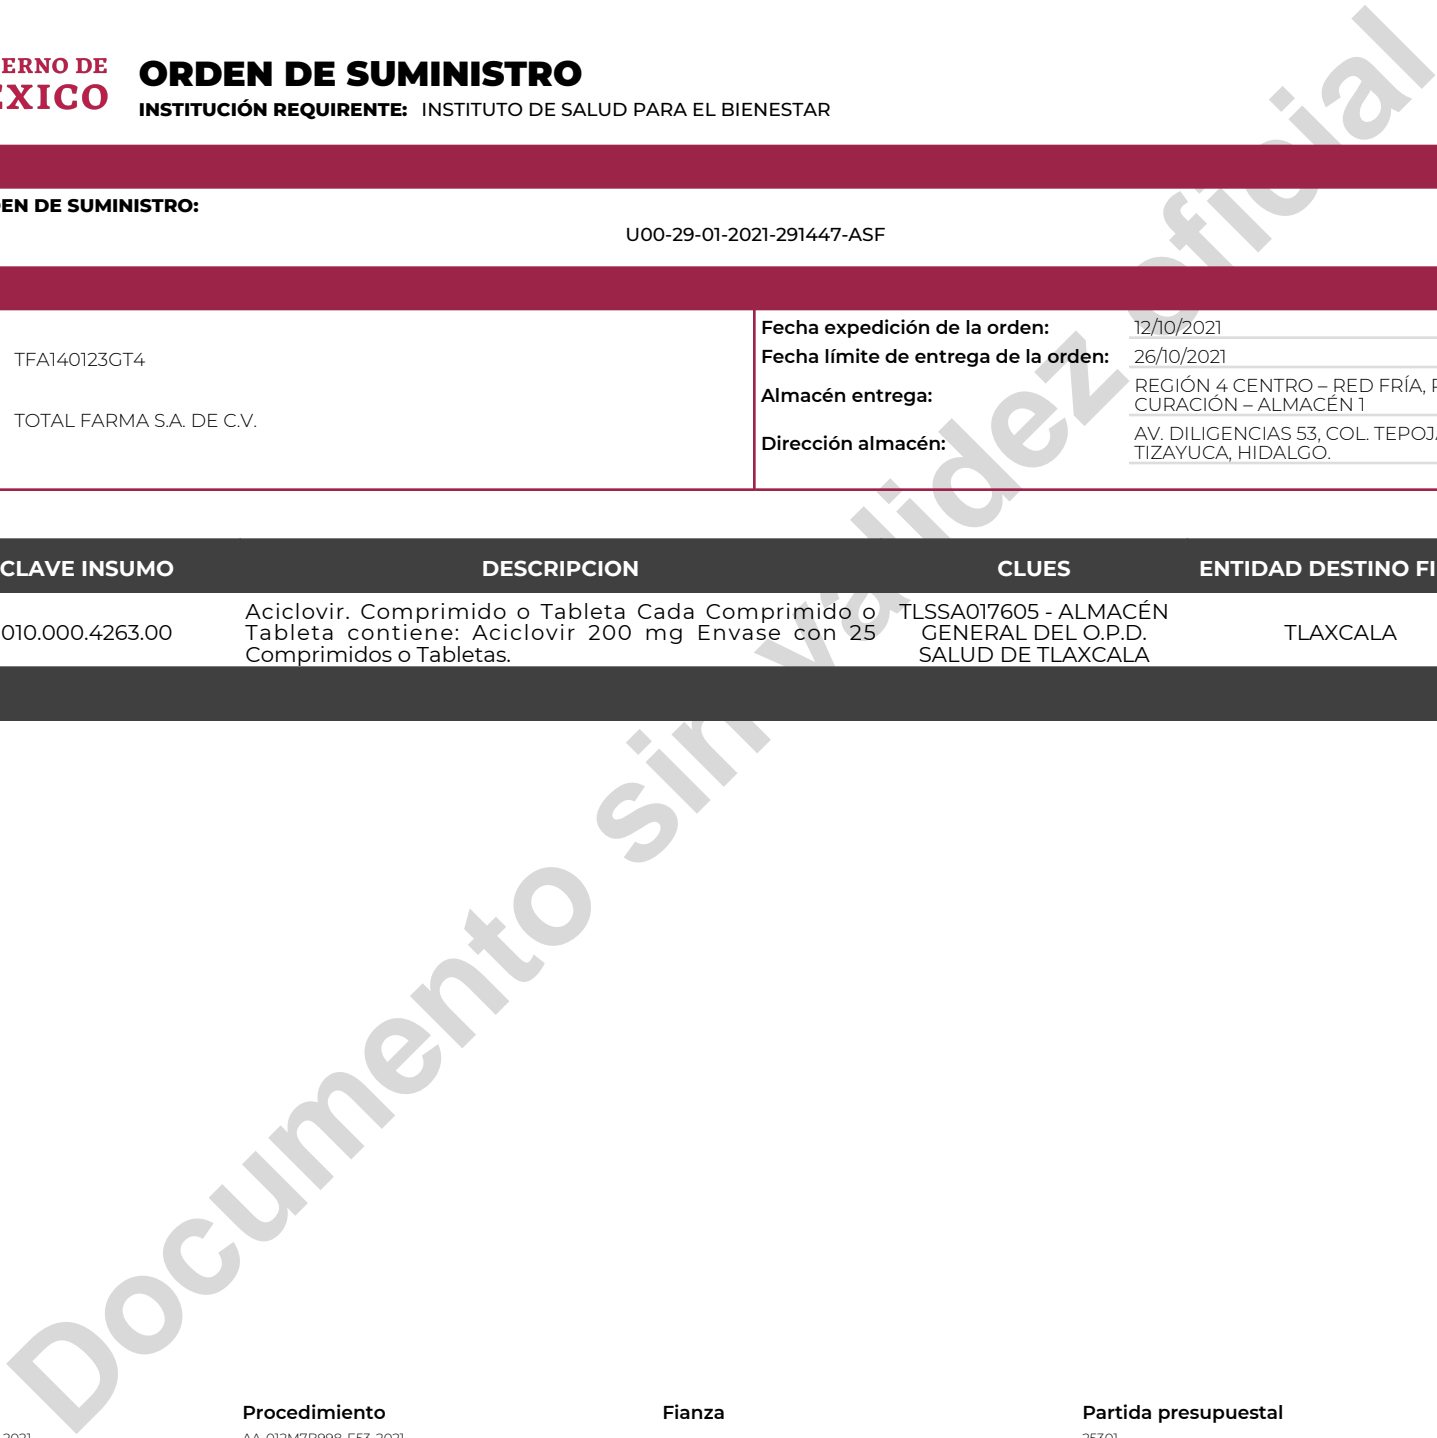 ERNO DE
ÉXICO
ORDEN DE SUMINISTRO
INSTITUCIÓN REQUIRENTE: INSTITUTO DE SALUD PARA EL BIENESTAR
EN DE SUMINISTRO:
U00-29-01-2021-291447-ASF
TFA140123GT4
TOTAL FARMA S.A. DE C.V.
Fecha expedición de la orden: 12/10/2021
Fecha límite de entrega de la orden: 26/10/2021
Almacén entrega: REGIÓN 4 CENTRO – RED FRÍA,
CURACIÓN – ALMACÉN 1
Dirección almacén: AV. DILIGENCIAS 53, COL. TEPOJ
TIZAYUCA, HIDALGO.
CLAVE INSUMO DESCRIPCION CLUES ENTIDAD DESTINO FI
010.000.4263.00
Aciclovir. Comprimido o Tableta Cada Comprimido o
Tableta contiene: Aciclovir 200 mg Envase con 25
Comprimidos o Tabletas.
TLSSA017605 - ALMACÉN
GENERAL DEL O.P.D.
SALUD DE TLAXCALA
TLAXCALA
Documento sin validez oficial
Procedimiento Fianza Partida presupuestal